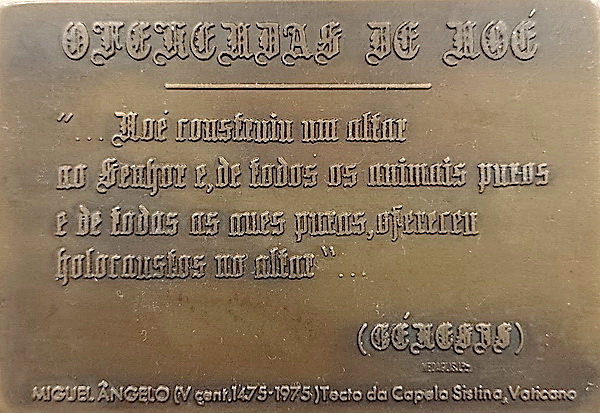 OFERENDAS DE NOÉ
"... Noé construiu um altar
ao Senhor e, de todos os animais puros
e de todas as aves puras, ofereceu
holocaustos no altar"...
(GÉNESIS)
MIGUEL ÂNGELO (V cent. 1475-1975) Tecto da Capela Sistina, Vaticano